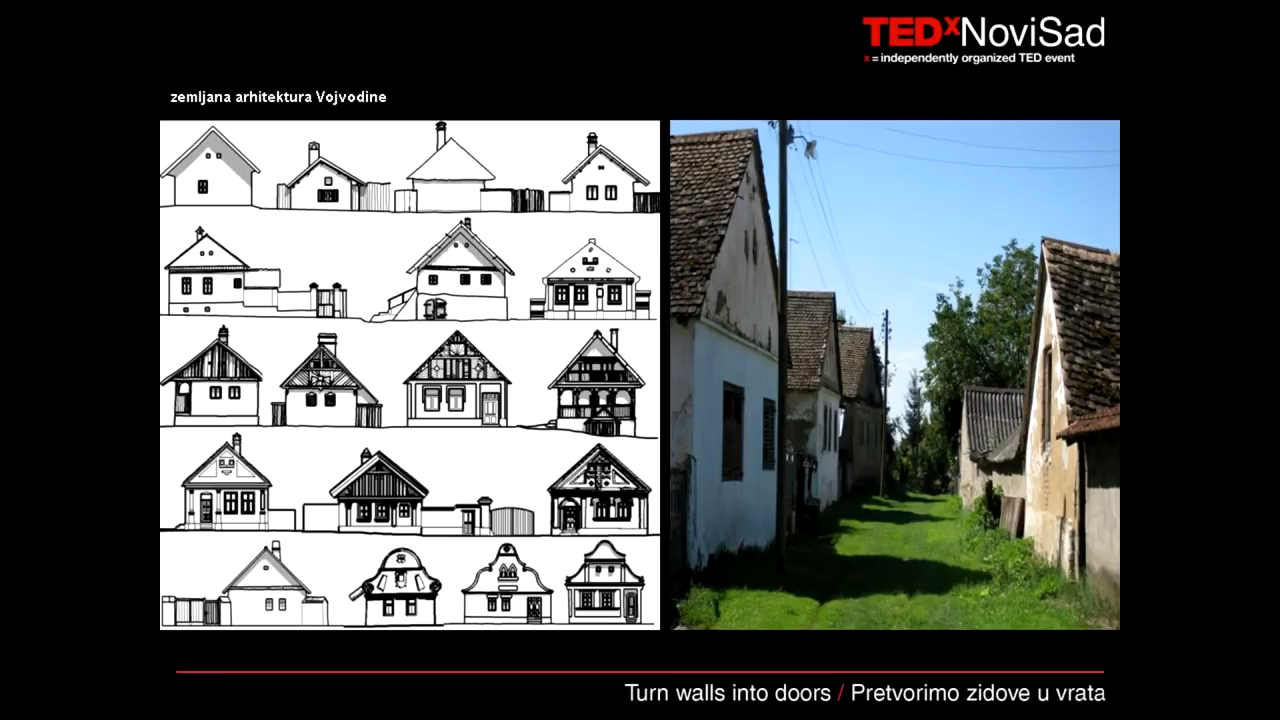 TEDxNoviSad
x = independently organized TED event
zemljana arhitektura Vojvodine
Turn walls into doors / Pretvorimo zidove u vrata